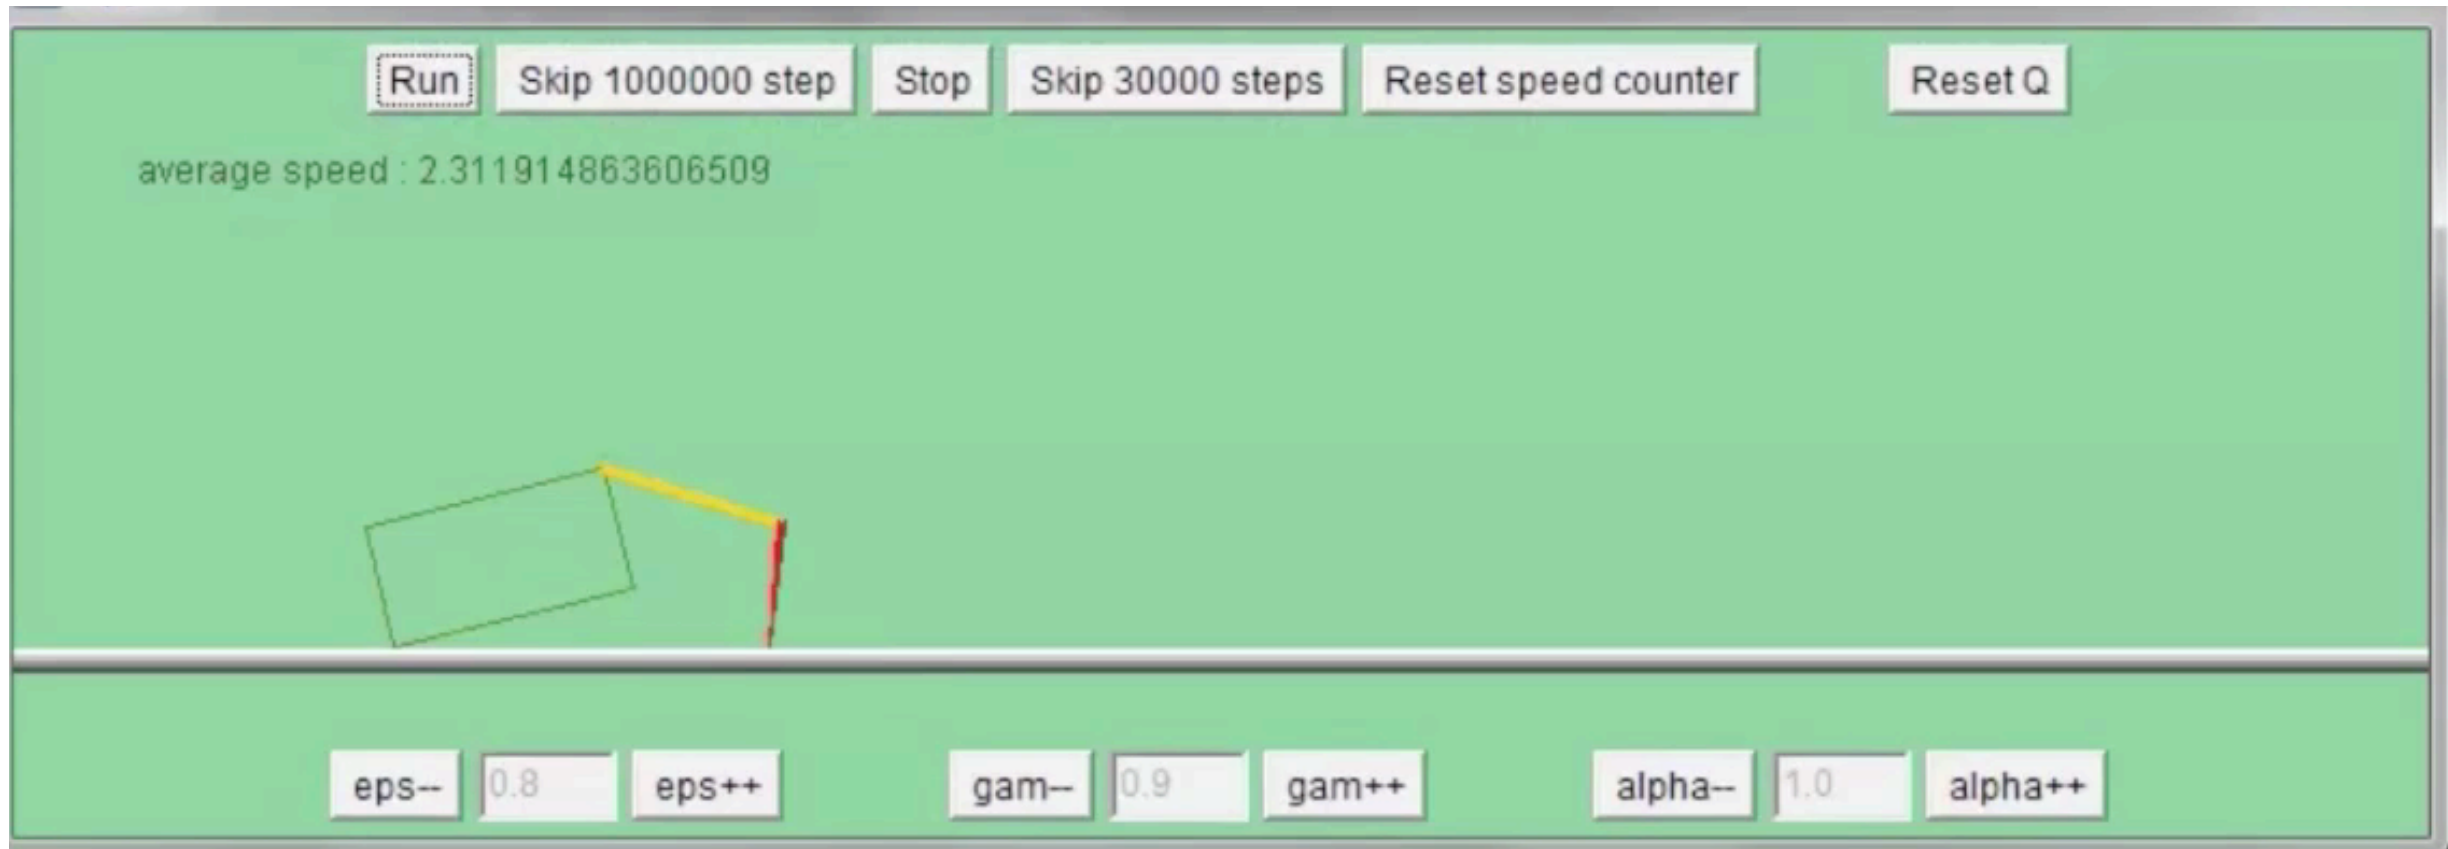 Run Skip 1000000 step Stop Skip 30000 steps Reset speed counter Reset Q
average speed : 2.311914863606509
eps-- 0.8 eps++ gam-- 0.9 gam++ alpha-- 1.0 alpha++